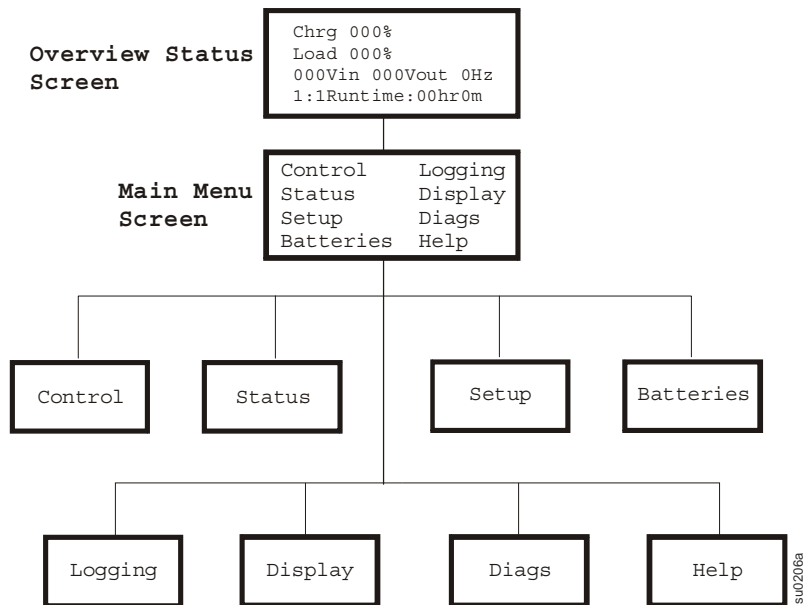 Overview Status
Screen
Chrg 000%
Load 000%
000Vin 000Vout 0Hz
1:1Runtime:00hr0m
Main Menu
Screen
Control Logging
Status Display
Setup Diags
Batteries Help
Control
Status
Setup
Batteries
Logging
Display
Diags
Help
su0206a